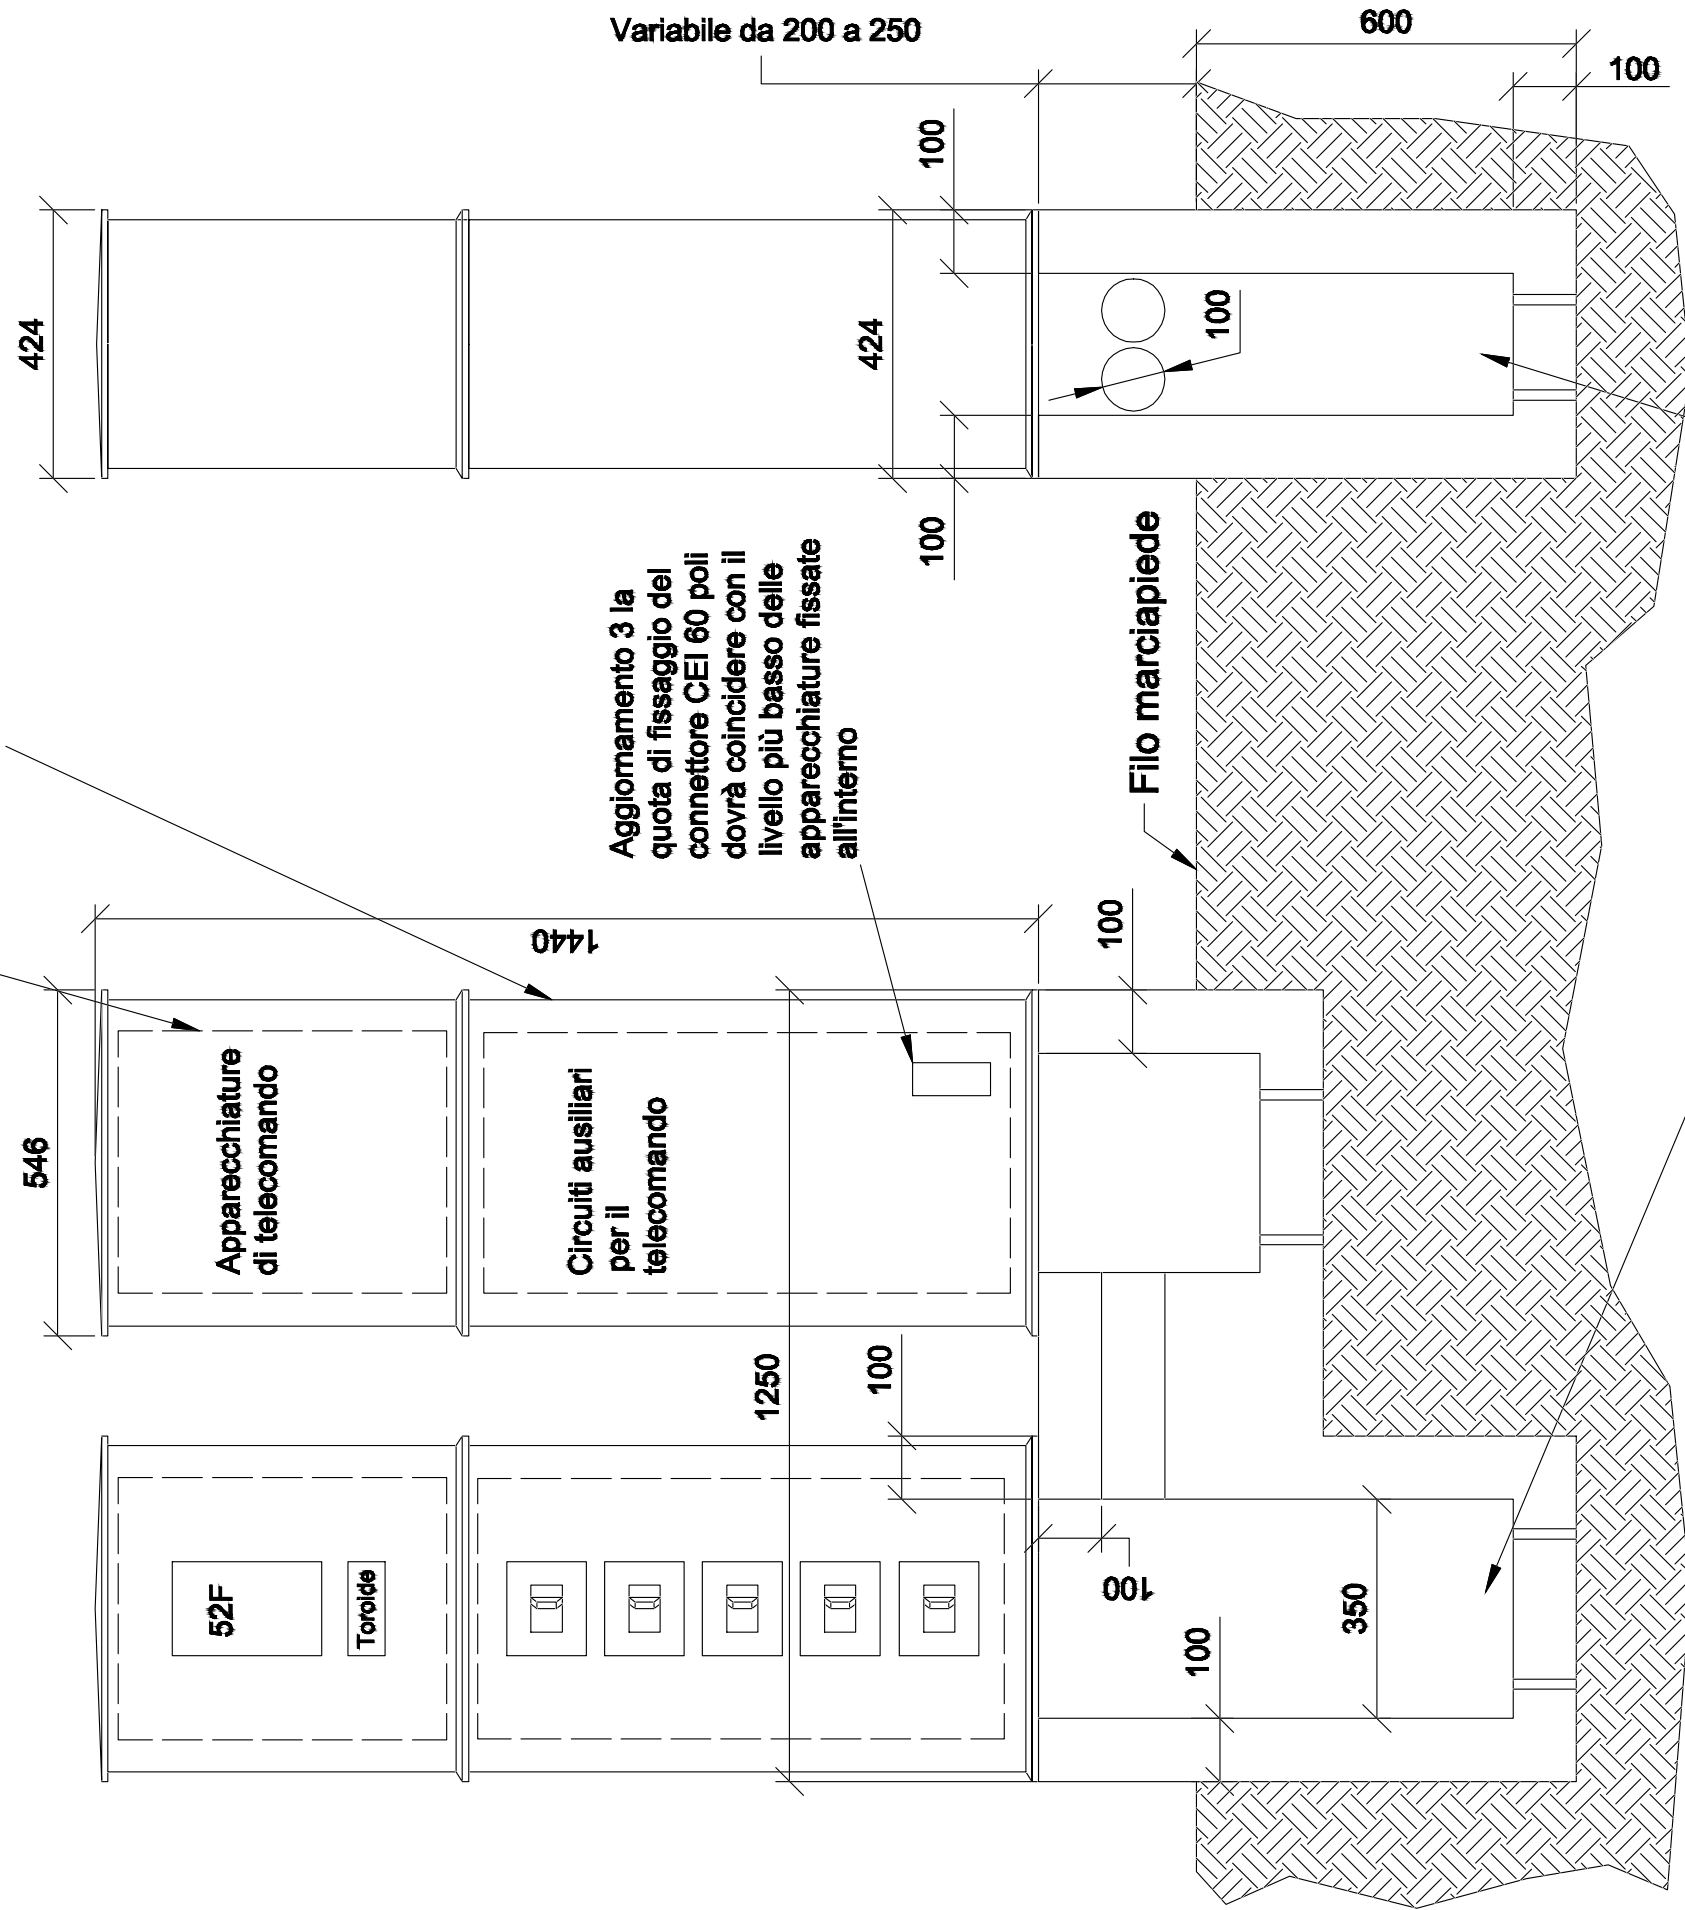 Variabile da 200 a 250
600
100
100
424
424
100
100
Aggiornamento 3 la
quota di fissaggio del
connettore CEI 60 poli
dovrà coincidere con il
livello più basso delle
apparecchiature fissate
all'interno
Filo marciapiede
1440
100
546
Apparecchiature
di telecomando
Circuiti ausiliari
per il
telecomando
1250
100
52F
Toroide
100
100
350